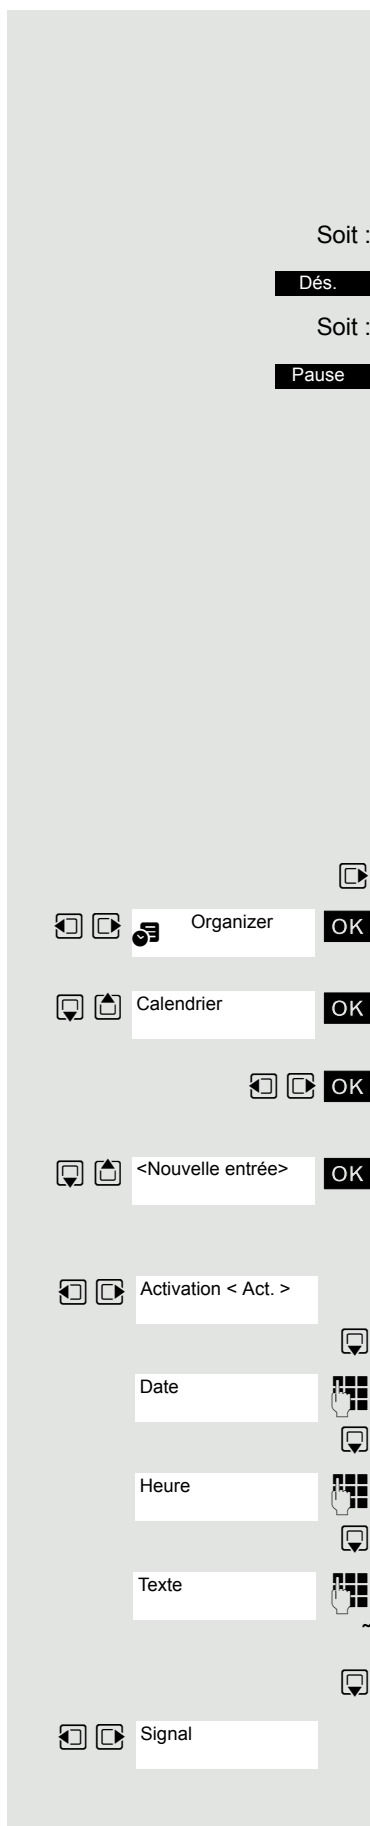 Soit :
Dés.
Soit :
Pause
Organizer OK
Calendrier OK
OK
<Nouvelle entrée> OK
Activation < Act. >
Date
Heure
Texte
~
Signal